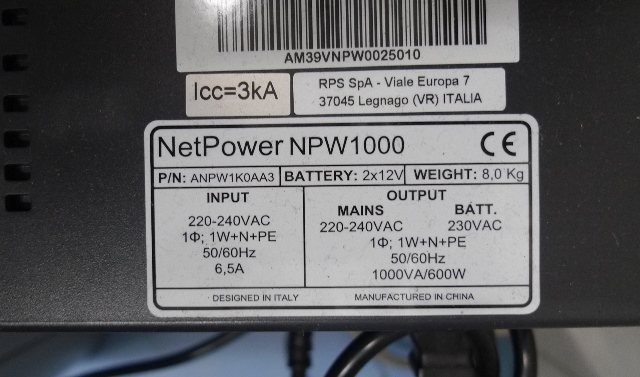 AM39VNPW0025010
Icc=3kA
RPS SpA - Viale Europa 7
37045 Legnago (VR) ITALIA
NetPower NPW1000 CE
P/N: ANPW1K0AA3 BATTERY: 2x12V WEIGHT: 8,0 Kg
INPUT
220-240VAC
1Φ; 1W+N+PE
50/60Hz
6,5A
OUTPUT
MAINS BATT.
220-240VAC 230VAC
1Φ; 1W+N+PE
50/60Hz
1000VA/600W
DESIGNED IN ITALY MANUFACTURED IN CHINA